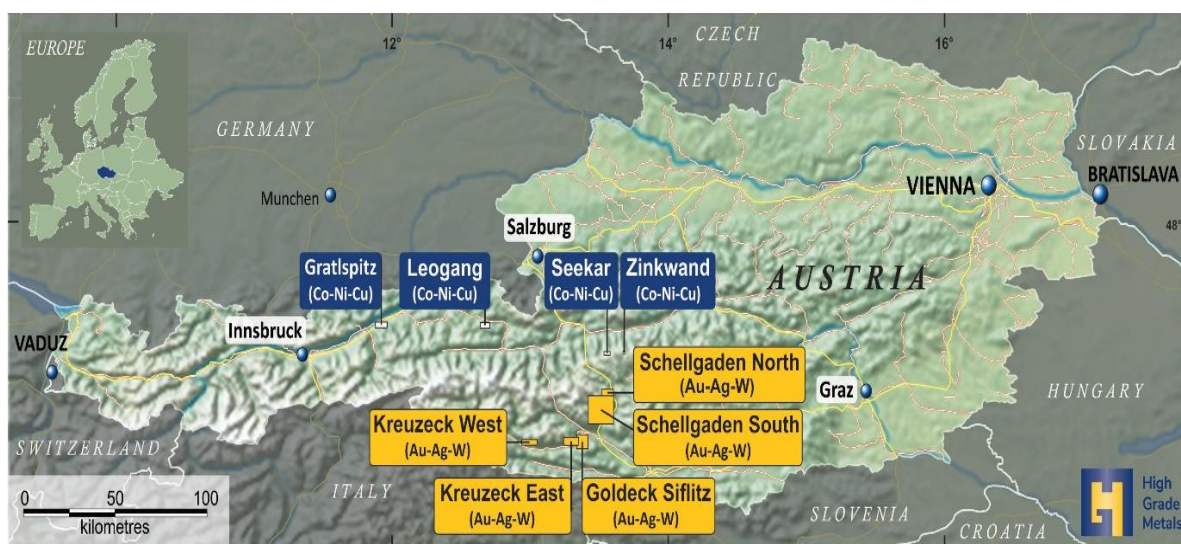 EUROPE
12°
14°
16°
CZECH
REPUBLIC
GERMANY
SLOVAKIA
Munchen
VIENNA
BRATISLAVA
48°
Salzburg
Gratlspitz
(Co-Ni-Cu)
Leogang
(Co-Ni-Cu)
Seekar
(Co-Ni-Cu)
Zinkwand
(Co-Ni-Cu)
AUSTRIA
Innsbruck
VADUZ
Schellgaden North
(Au-Ag-W)
Graz
HUNGARY
Kreuzeck West
(Au-Ag-W)
Schellgaden South
(Au-Ag-W)
SWITZERLAND
ITALY
Kreuzeck East
(Au-Ag-W)
Goldeck Siflitz
(Au-Ag-W)
0 50 100
kilometres
SLOVENIA
CROATIA
High
Grade
Metals